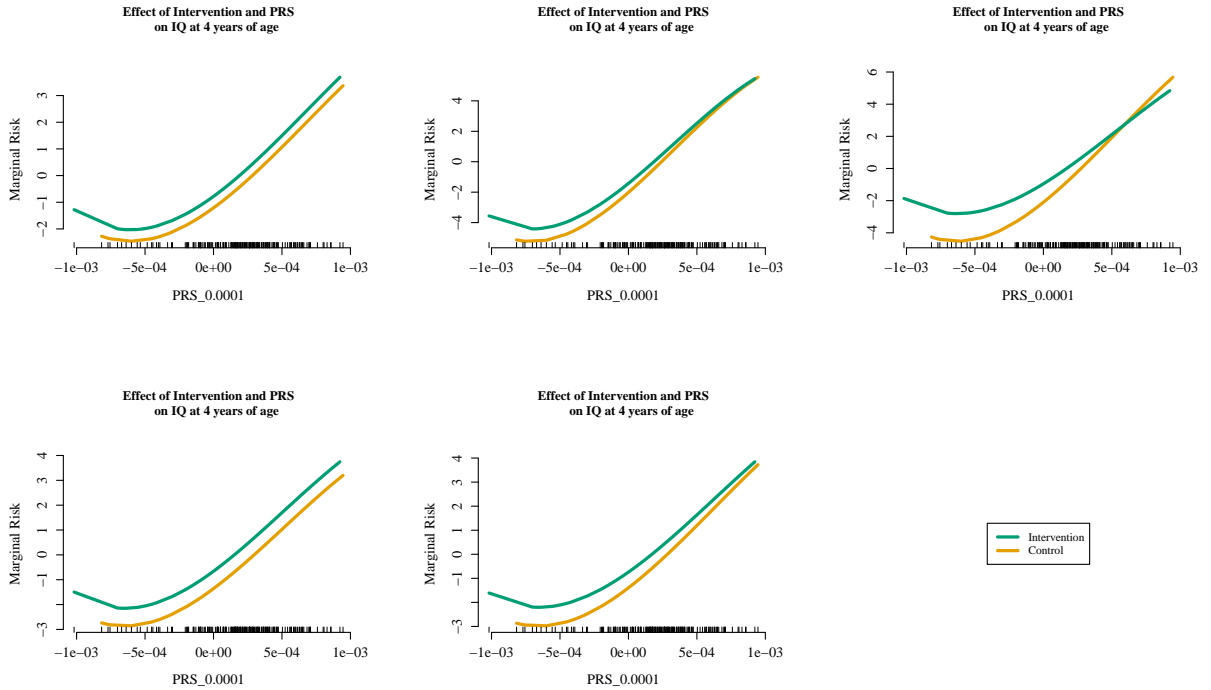 Effect of Intervention and PRS
on IQ at 4 years of age
Marginal Risk
3
2
1
0
−1
−2
−1e−03
−5e−04
0e+00
5e−04
1e−03
PRS_0.0001
Effect of Intervention and PRS
on IQ at 4 years of age
Marginal Risk
4
2
0
−2
−4
−1e−03
−5e−04
0e+00
5e−04
1e−03
PRS_0.0001
Effect of Intervention and PRS
on IQ at 4 years of age
Marginal Risk
6
4
2
0
−2
−4
−1e−03
−5e−04
0e+00
5e−04
1e−03
PRS_0.0001
Effect of Intervention and PRS
on IQ at 4 years of age
Marginal Risk
4
3
2
1
0
−1
−3
−1e−03
−5e−04
0e+00
5e−04
1e−03
PRS_0.0001
Effect of Intervention and PRS
on IQ at 4 years of age
Marginal Risk
4
3
2
1
0
−1
−3
−1e−03
−5e−04
0e+00
5e−04
1e−03
PRS_0.0001
Intervention
Control